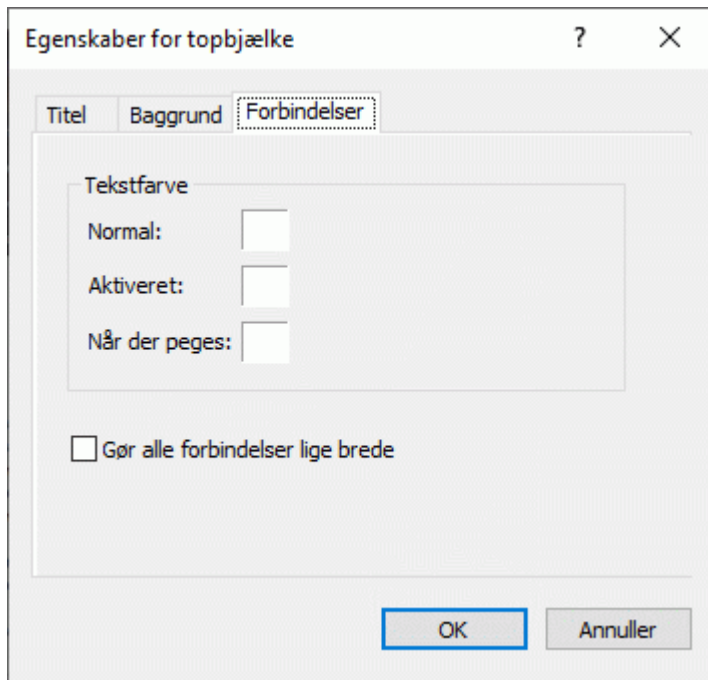 Egenskaber for topbjælke ?
Titel Baggrund Forbindelser
Tekstfarve
Normal:
Aktiveret:
Når der peges:
Gør alle forbindelser lige brede
OK Annuller